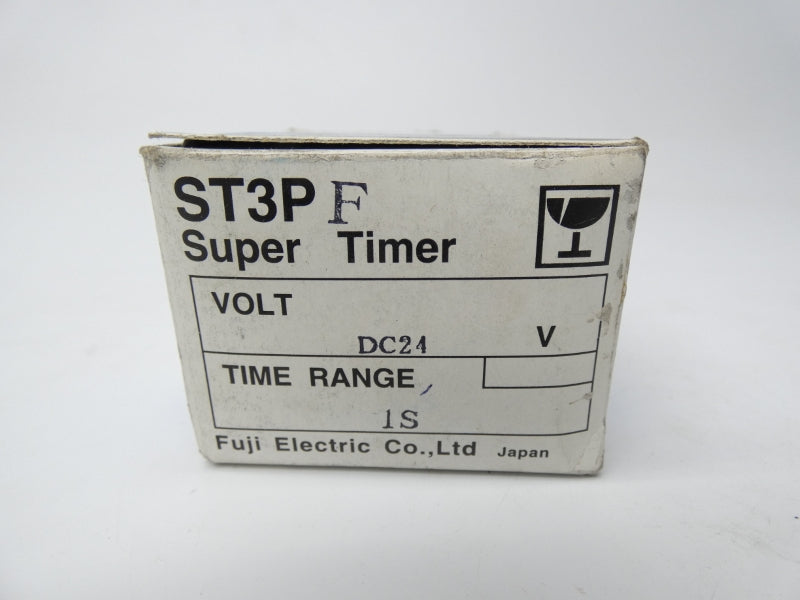 ST3P F
Super Timer
VOLT
DC24 V
TIME RANGE
1S
Fuji Electric Co.,Ltd Japan